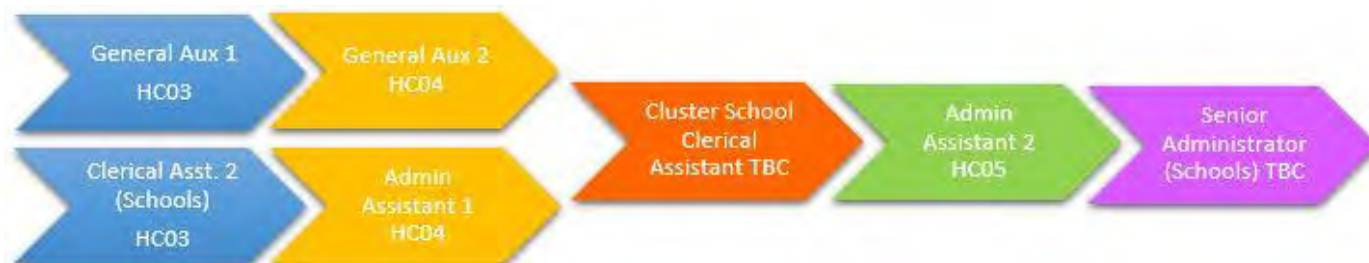 General Aux 1
HC03
General Aux 2
HC04
Clerical Asst. 2
(Schools)
HC03
Admin
Assistant 1
HC04
Cluster School
Clerical
Assistant TBC
Admin
Assistant 2
HC05
Senior
Administrator
(Schools) TBC